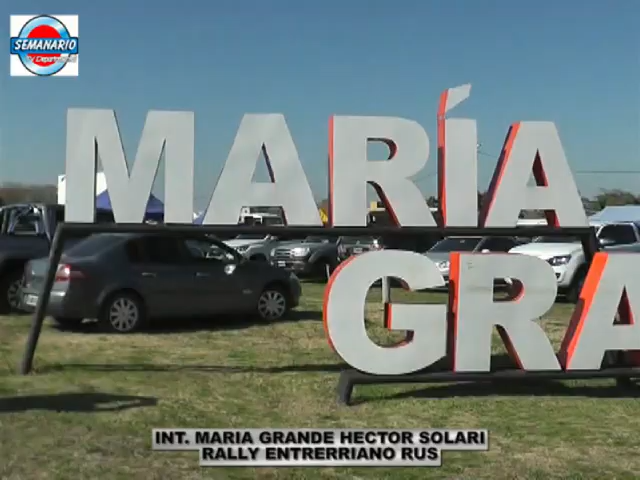 SEMANARIO
MARÍA
GRA
INT. MARIA GRANDE HECTOR SOLARI
RALLY ENTRERRIANO RUS